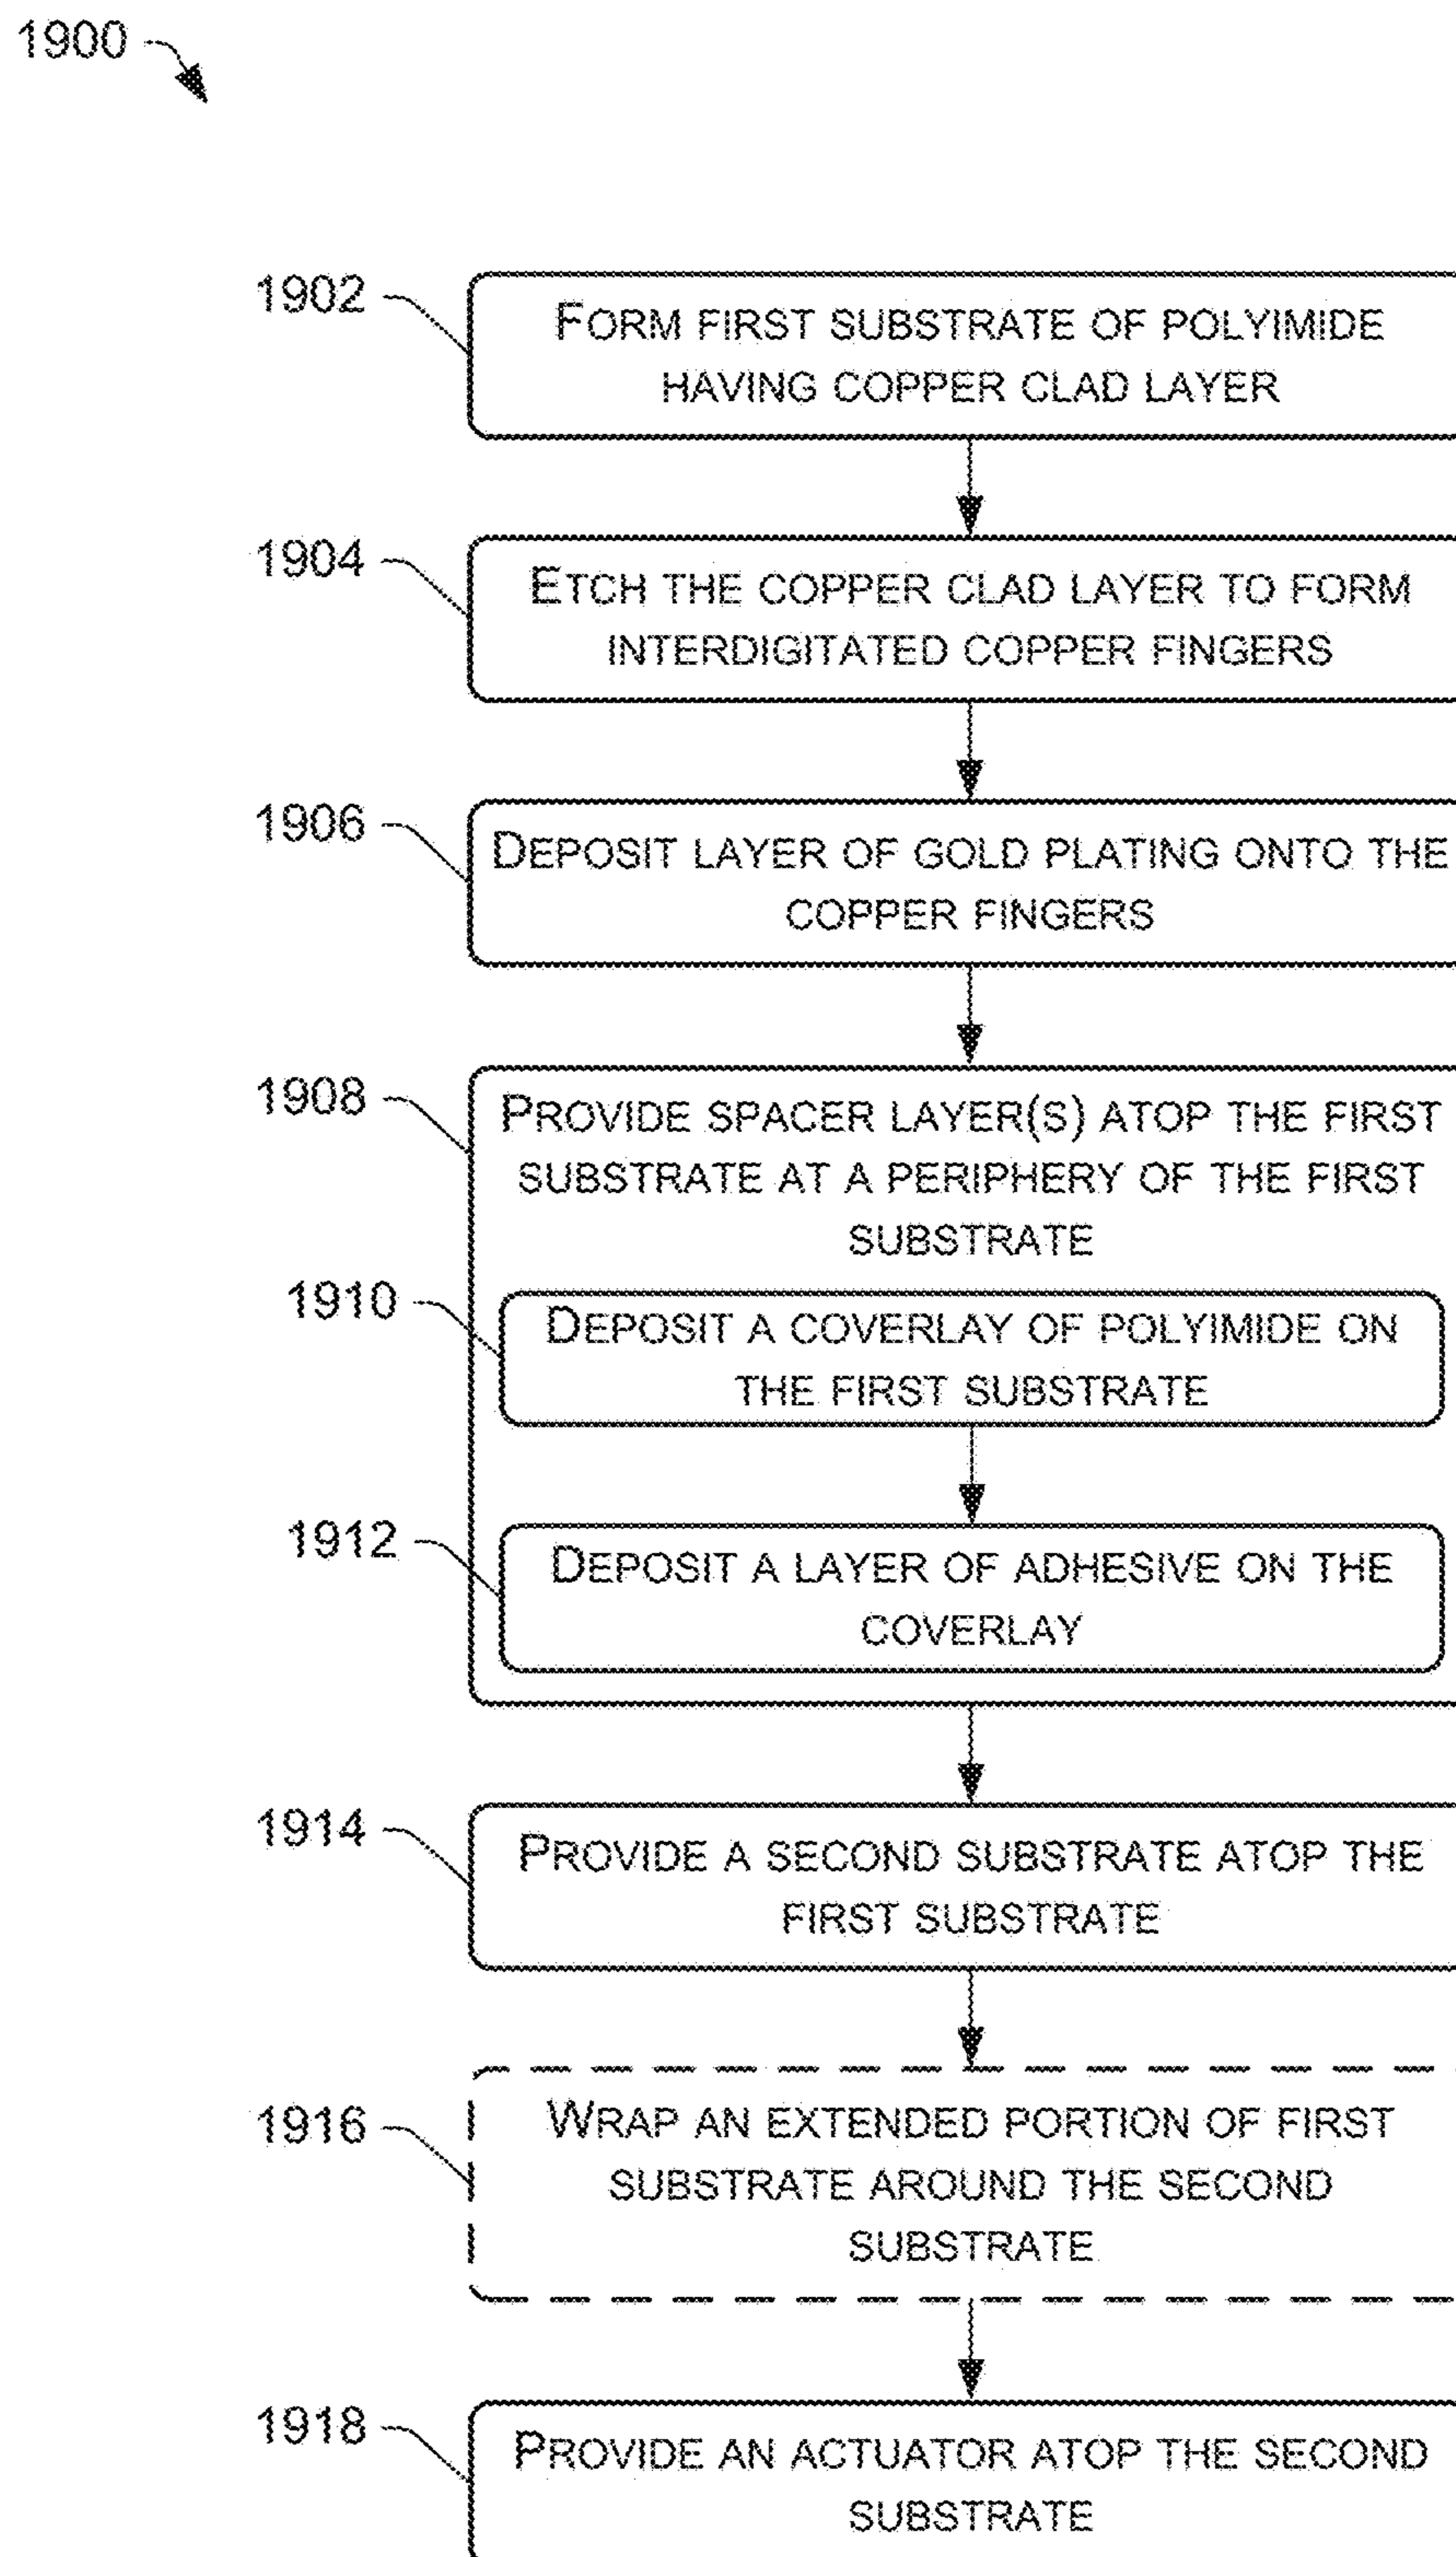 1900
1902
FORM FIRST SUBSTRATE OF POLYIMIDE
HAVING COPPER CLAD LAYER
1904
ETCH THE COPPER CLAD LAYER TO FORM
INTERDIGITATED COPPER FINGERS
1906
DEPOSIT LAYER OF GOLD PLATING ONTO THE
COPPER FINGERS
1908
PROVIDE SPACER LAYER(S) ATOP THE FIRST
SUBSTRATE AT A PERIPHERY OF THE FIRST
SUBSTRATE
1910
DEPOSIT A COVERLAY OF POLYIMIDE ON
THE FIRST SUBSTRATE
1912
DEPOSIT A LAYER OF ADHESIVE ON THE
COVERLAY
1914
PROVIDE A SECOND SUBSTRATE ATOP THE
FIRST SUBSTRATE
1916
WRAP AN EXTENDED PORTION OF FIRST
SUBSTRATE AROUND THE SECOND
SUBSTRATE
1918
PROVIDE AN ACTUATOR ATOP THE SECOND
SUBSTRATE